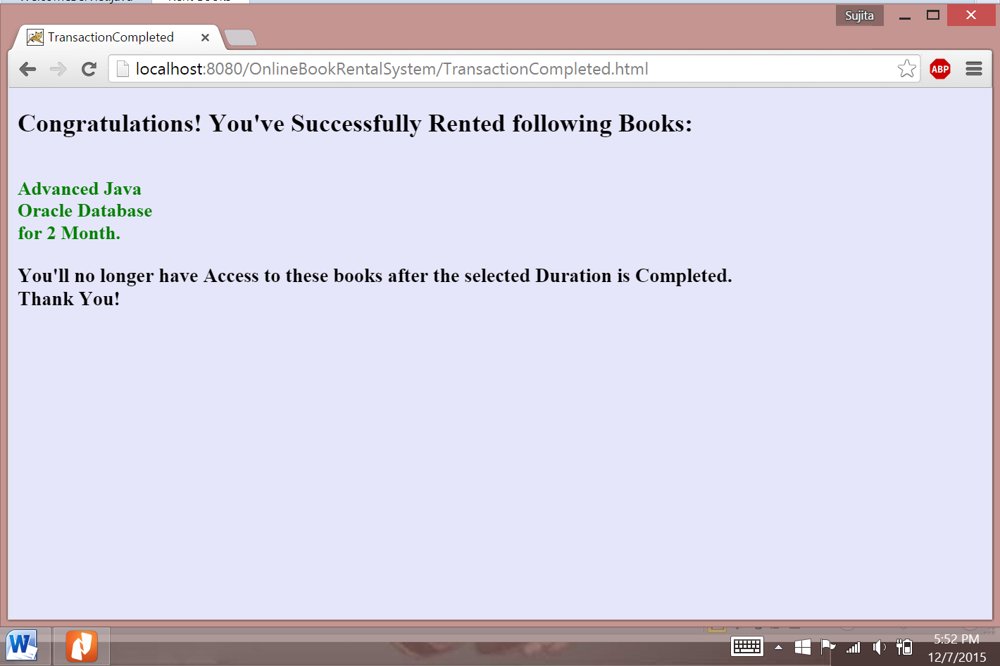 Sujita
TransactionCompleted
localhost:8080/OnlineBookRentalSystem/TransactionCompleted.html
ABP
Congratulations! You've Successfully Rented following Books:
Advanced Java
Oracle Database
for 2 Month.
You'll no longer have Access to these books after the selected Duration is Completed.
Thank You!
W
5:52 PM
12/7/2015